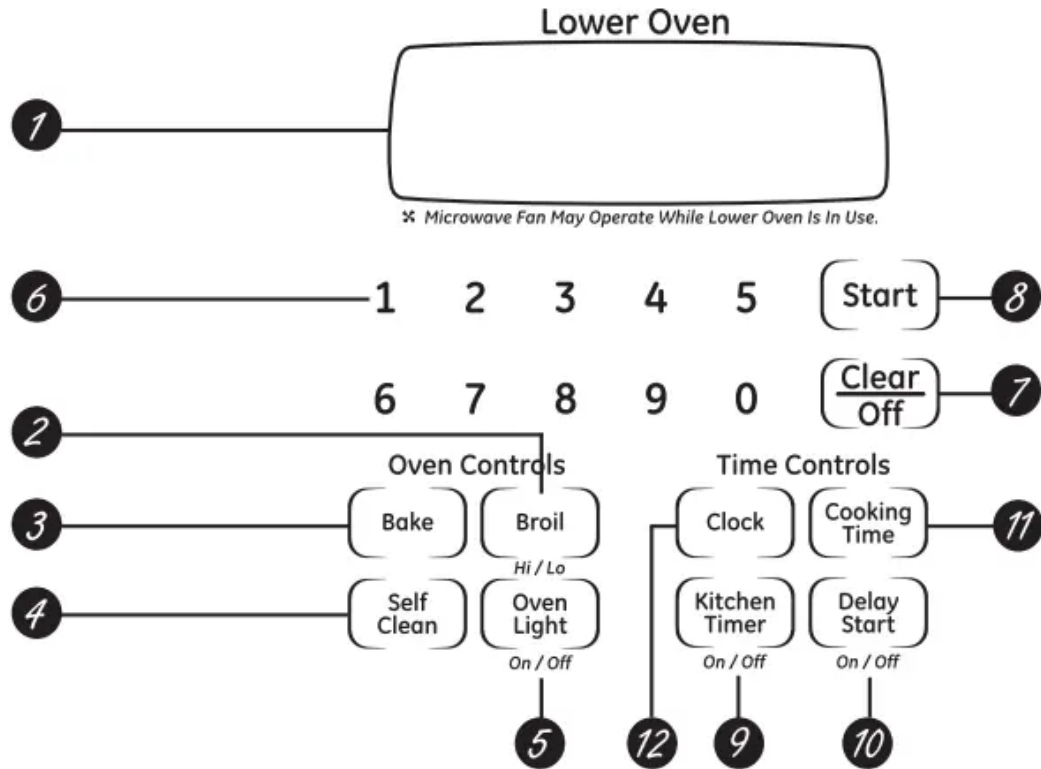 Lower Oven
1
Microwave Fan May Operate While Lower Oven Is In Use.
6 1 2 3 4 5 Start 8
6 7 8 9 0 Clear
Off 7
2
Oven Controls Time Controls
3 Bake Broil Clock Cooking
Time 11
Hi / Lo
4 Self
Clean Oven
Light Kitchen
Timer Delay
Start
On / Off On / Off On / Off
5 12 9 10